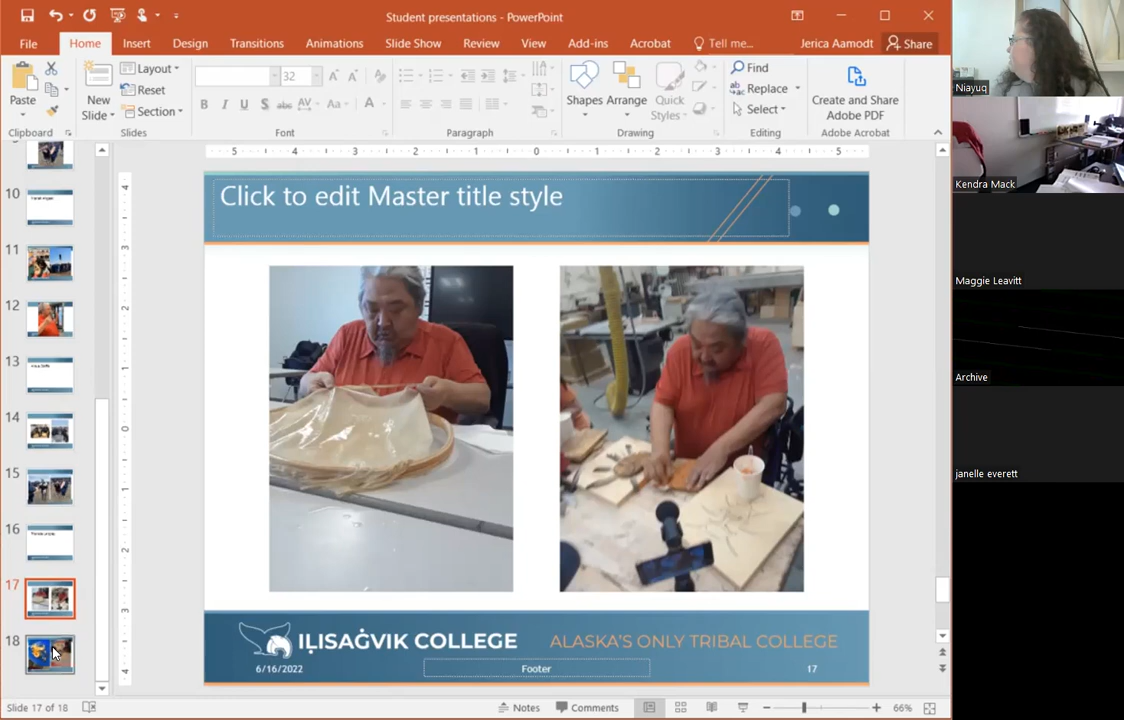 Student presentations - PowerPoint
File Home Insert Design Transitions Animations Slide Show Review View Add-ins Acrobat Tell me... Jerica Aamodt Share
Paste
Clipboard
New Slide
Layout
Reset
Section
Slides
32
Font
Paragraph
Shapes Arrange Quick Styles
Drawing
Find
Replace
Select
Editing
Create and Share Adobe PDF
Adobe Acrobat
10
11
12
13
14
15
16
17
18
Click to edit Master title style
IḶISAĠVIK COLLEGE ALASKA'S ONLY TRIBAL COLLEGE
6/16/2022 Footer 17
Slide 17 of 18 Notes Comments 66%
Niayuq
Kendra Mack
Maggie Leavitt
Archive
janelle everett